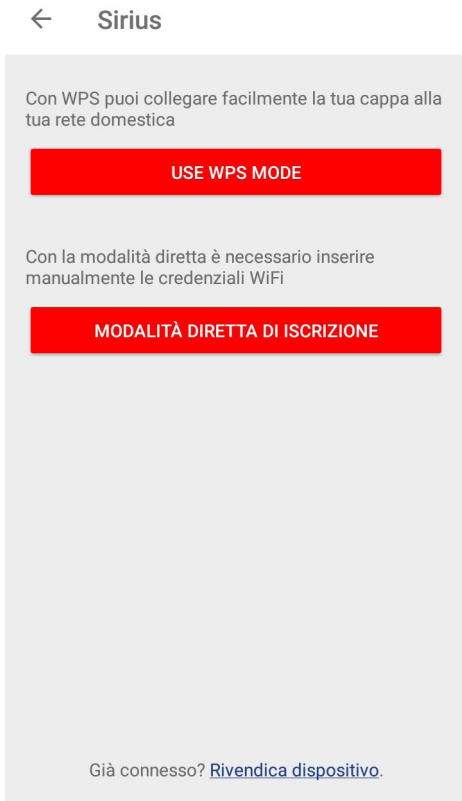 Sirius
Con WPS puoi collegare facilmente la tua cappa alla
tua rete domestica
USE WPS MODE
Con la modalità diretta è necessario inserire
manualmente le credenziali WiFi
MODALITÀ DIRETTA DI ISCRIZIONE
Già connesso? Rivendica dispositivo.